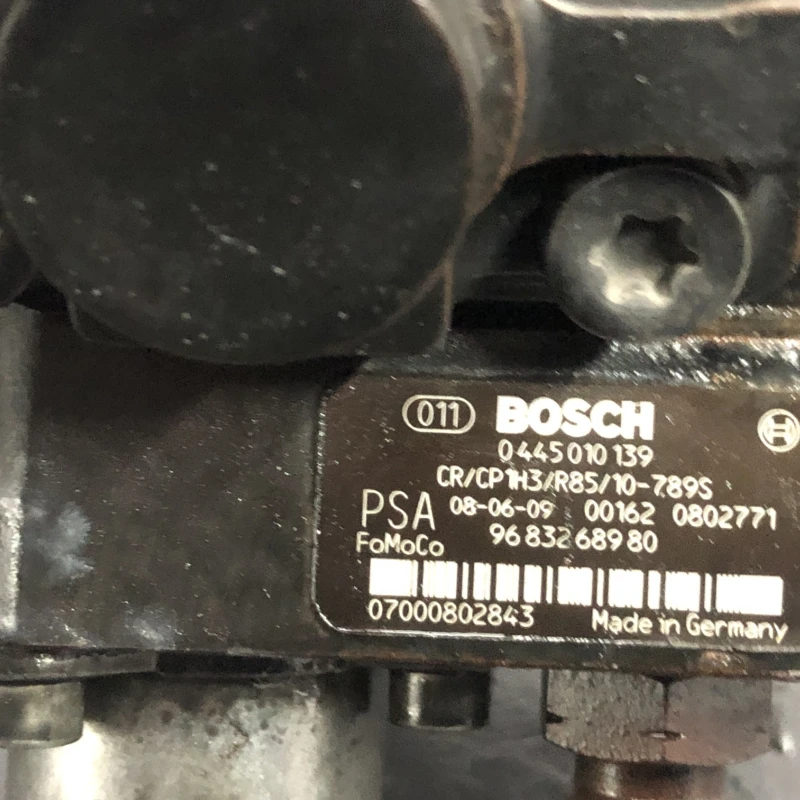 011 BOSCH
0 445 010 139
CR/CP1H3/R85/10-789S
PSA 08-06-09 00162 0802771
FoMoCo 96 832 689 80
07000802843 Made in Germany